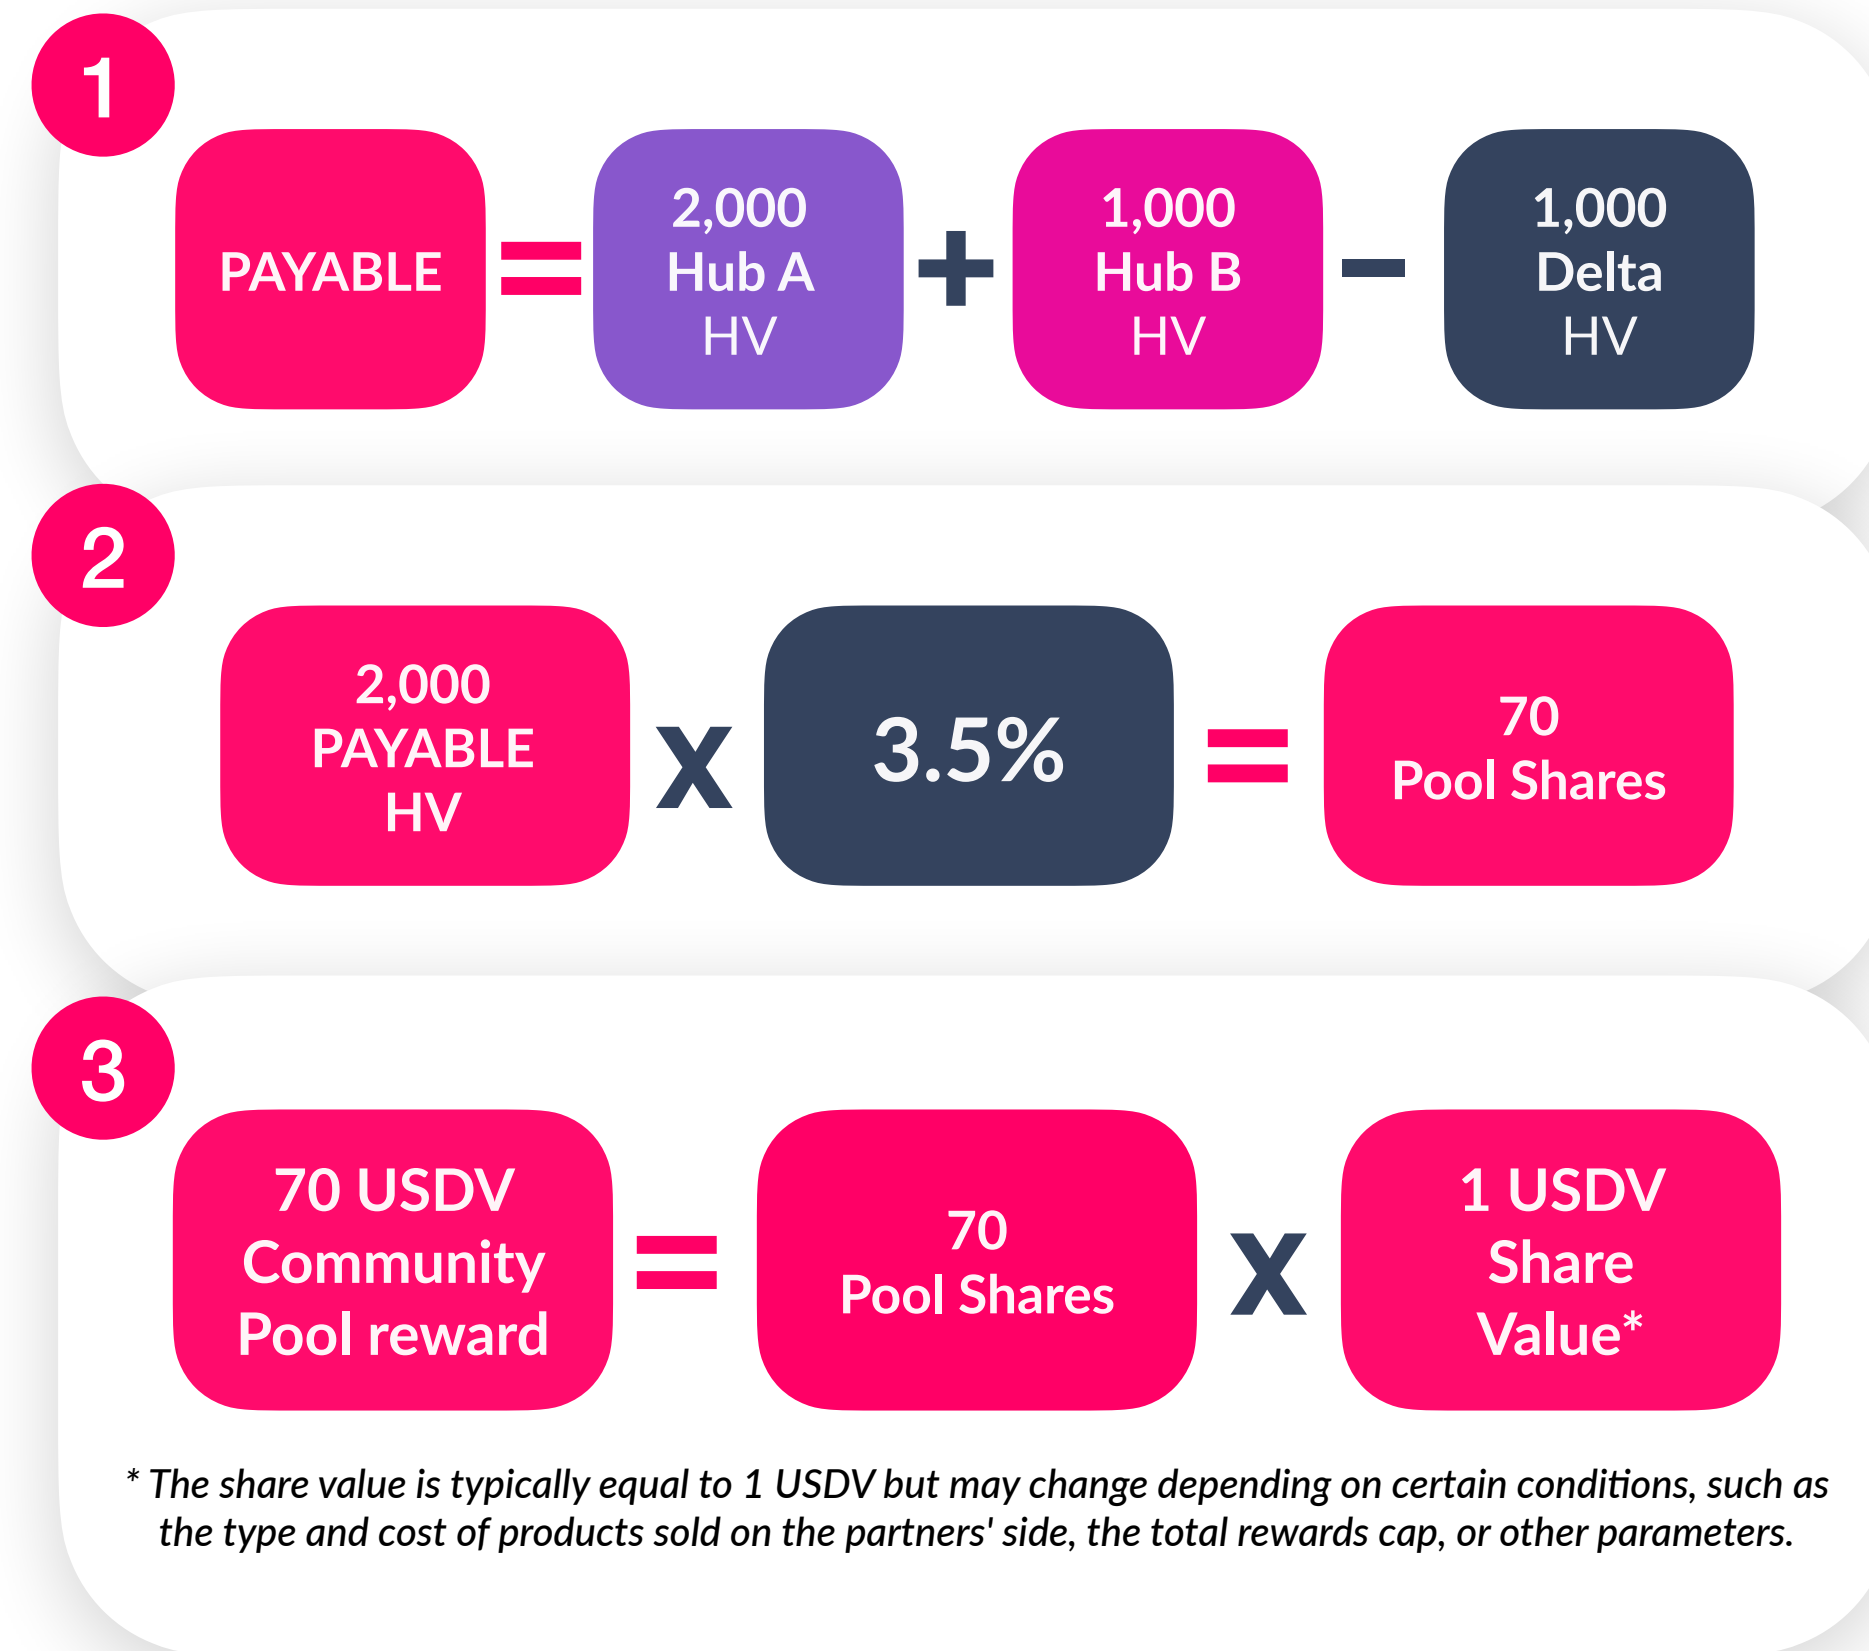 1
PAYABLE
=
2,000
Hub A
HV
+
1,000
Hub B
HV
-
1,000
Delta
HV
2
2,000
PAYABLE
HV
x
3.5%
=
70
Pool Shares
3
70 USDV
Community
Pool reward
=
70
Pool Shares
x
1 USDV
Share
Value*
* The share value is typically equal to 1 USDV but may change depending on certain conditions, such as
the type and cost of products sold on the partners' side, the total rewards cap, or other parameters.